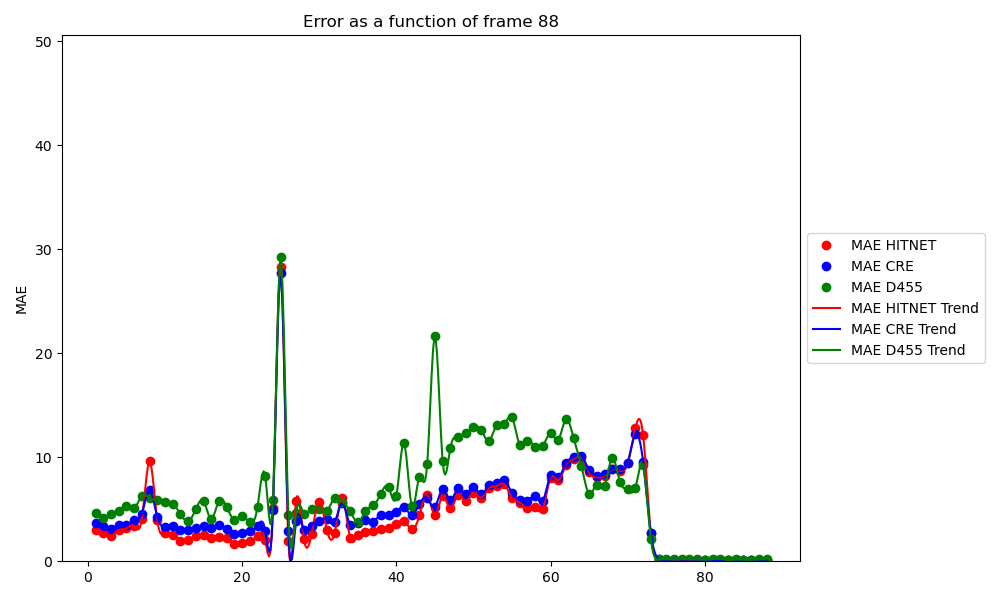 Error as a function of frame 88
50
40
30
20
10
0
MAE
0 20 40 60 80
MAE HITNET
MAE CRE
MAE D455
MAE HITNET Trend
MAE CRE Trend
MAE D455 Trend